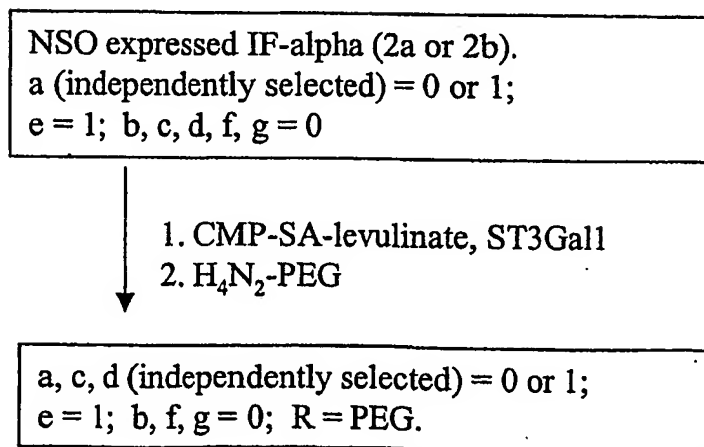 NSO expressed IF-alpha (2a or 2b).
a (independently selected) = 0 or 1;
e = 1; b, c, d, f, g = 0
1. CMP-SA-levulinate, ST3Gal1
2. H₄N₂-PEG
a, c, d (independently selected) = 0 or 1;
e = 1; b, f, g = 0; R = PEG.